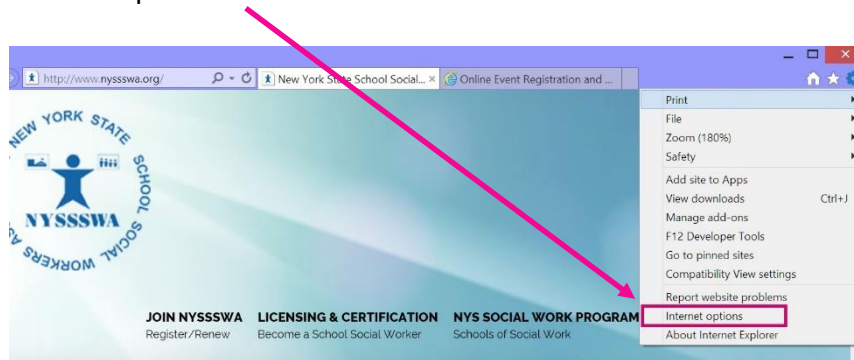 http://www.nyssswa.org/
New York State School Social...
Online Event Registration and ...
Print
File
Zoom (180%)
Safety
Add site to Apps
View downloads Ctrl+J
Manage add-ons
F12 Developer Tools
Go to pinned sites
Compatibility View settings
Report website problems
Internet options
About Internet Explorer
NEW YORK STATE SCHOOL SOCIAL WORKERS
NYSSSWA
JOIN NYSSSWA LICENSING & CERTIFICATION NYS SOCIAL WORK PROGRAM
Register/Renew Become a School Social Worker Schools of Social Work